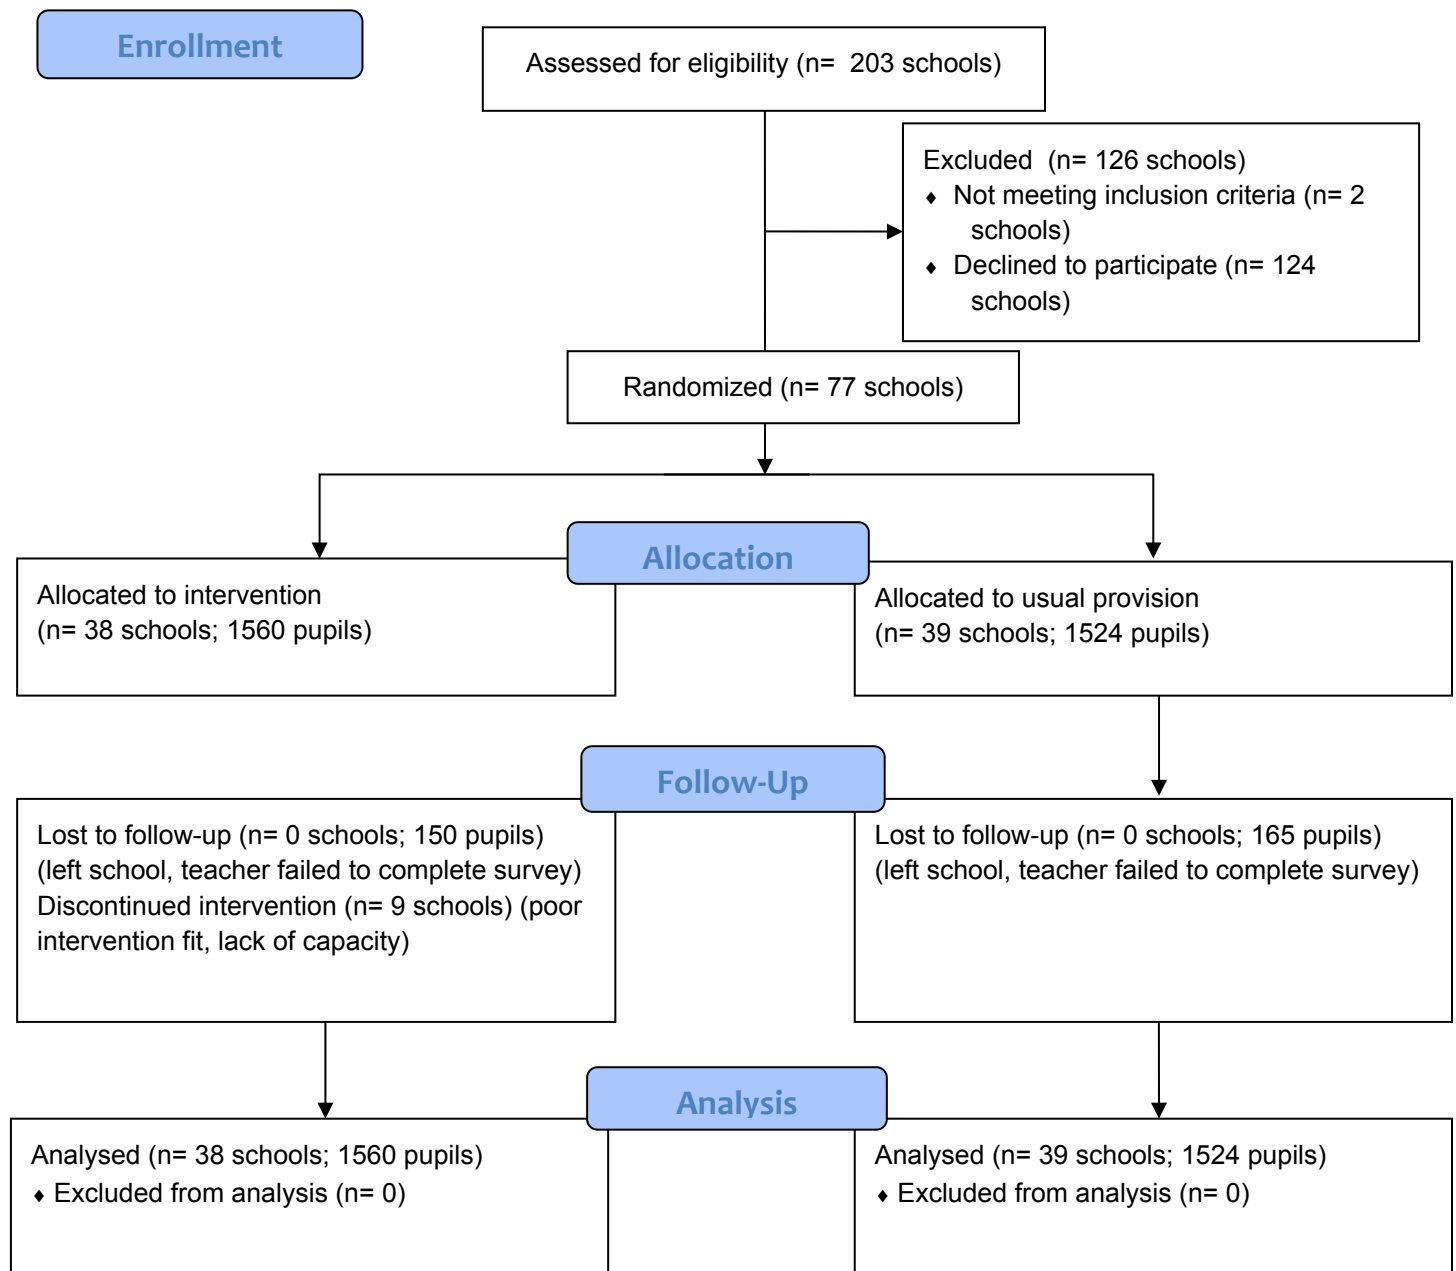 Enrollment
Assessed for eligibility (n=  203 schools)
Excluded  (n= 126 schools)
♦ Not meeting inclusion criteria (n= 2
schools)
♦ Declined to participate (n= 124
schools)
Randomized (n= 77 schools)
Allocation
Allocated to intervention
(n= 38 schools; 1560 pupils)
Allocated to usual provision
(n= 39 schools; 1524 pupils)
Follow-Up
Lost to follow-up (n= 0 schools; 150 pupils)
(left school, teacher failed to complete survey)
Discontinued intervention (n= 9 schools) (poor
intervention fit, lack of capacity)
Lost to follow-up (n= 0 schools; 165 pupils)
(left school, teacher failed to complete survey)
Analysis
Analysed (n= 38 schools; 1560 pupils)
♦ Excluded from analysis (n= 0)
Analysed (n= 39 schools; 1524 pupils)
♦ Excluded from analysis (n= 0)